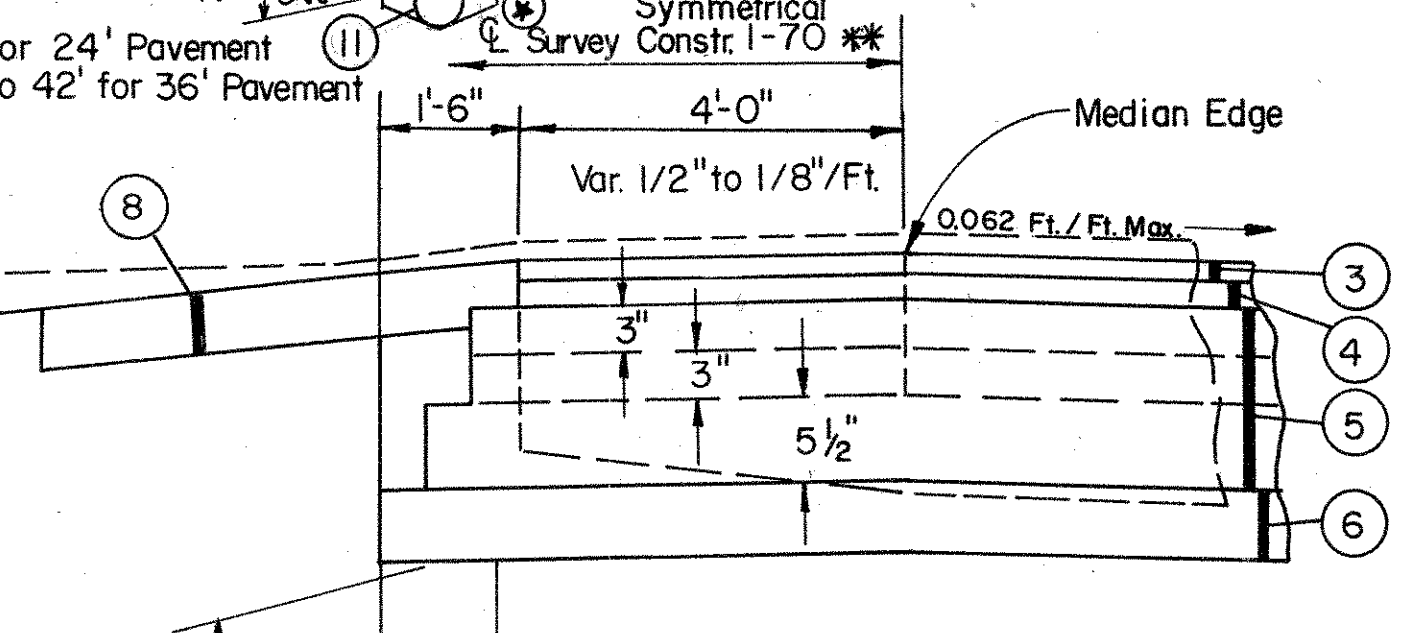 Symmetrical
or 24' Pavement
11
℄ Survey Constr. I-70 **
o 42' for 36' Pavement
1'-6"
4'-0"
Median Edge
Var. 1/2" to 1/8"/Ft.
8
0.062 Ft./Ft. Max.
3
3"
4
3"
5
5 1/2"
6